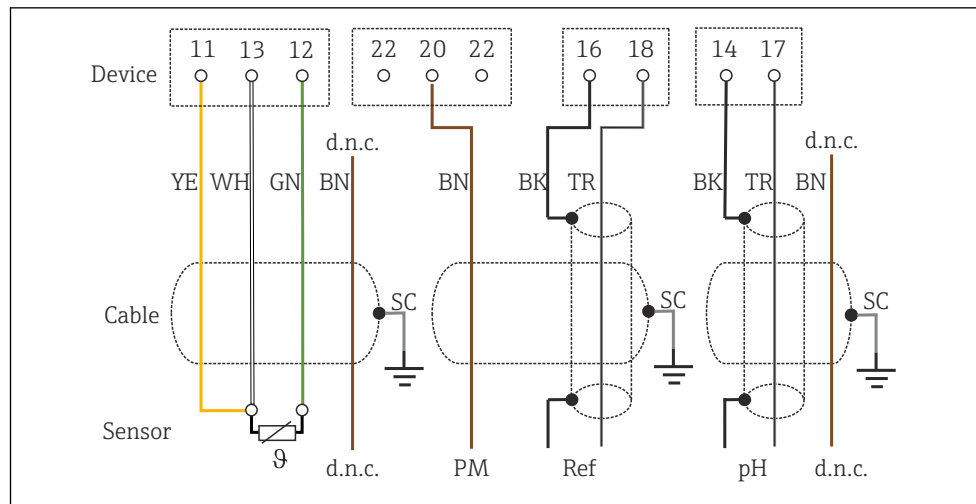 11 13 12 22 20 22 16 18 14 17
Device
d.n.c. d.n.c.
YE WH GN BN BN BK TR BK TR BN
SC SC SC
Cable
Sensor
ϑ d.n.c. PM Ref pH d.n.c.